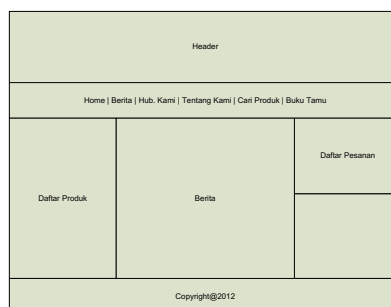 Header
Home | Berita | Hub. Kami | Tentang Kami | Cari Produk | Buku Tamu
Daftar Produk
Berita
Daftar Pesanan
Copyright@2012